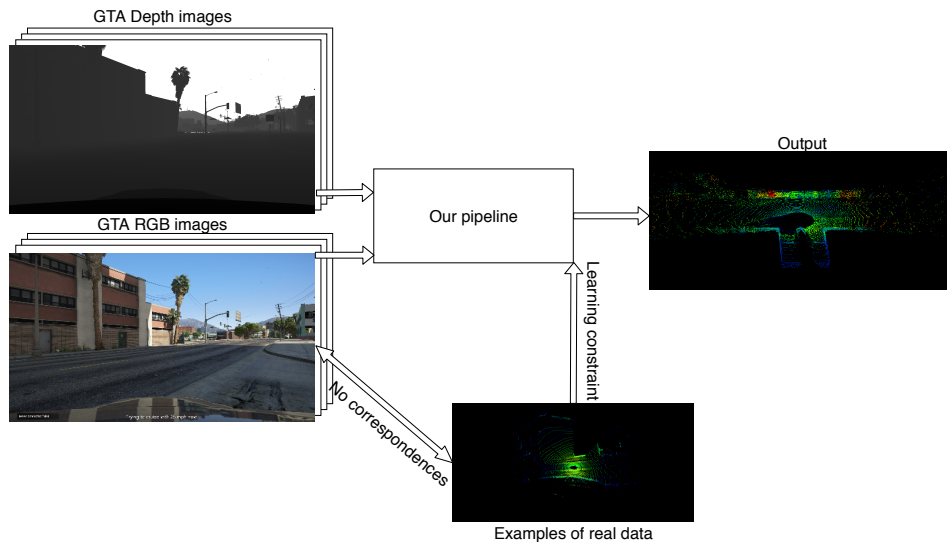 GTA Depth images
GTA RGB images
Our pipeline
Output
Learning constraint
No correspondences
Examples of real data